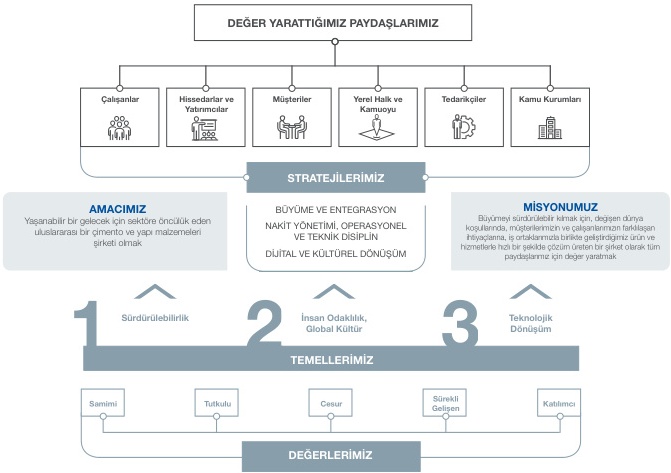 DEĞER YARATTIĞIMIZ PAYDAŞLARIMIZ
Çalışanlar
Hissedarlar ve
Yatırımcılar
Müşteriler
Yerel Halk ve
Kamuoyu
Tedarikçiler
Kamu Kurumları
STRATEJİLERİMİZ
BÜYÜME VE ENTEGRASYON
NAKİT YÖNETİMİ, OPERASYONEL
VE TEKNİK DİSİPLİN
DİJİTAL VE KÜLTÜREL DÖNÜŞÜM
AMACIMIZ
Yaşanabilir bir gelecek için sektöre öncülük eden
uluslararası bir çimento ve yapı malzemeleri
şirketi olmak
MİSYONUMUZ
Büyümeyi sürdürülebilir kılmak için, değişen dünya
koşullarında, müşterilerimizin ve çalışanlarımızın farklılaşan
ihtiyaçlarına, iş ortaklarımızla birlikte geliştirdiğimiz ürün ve
hizmetlerle hızlı bir şekilde çözüm üreten bir şirket olarak tüm
paydaşlarımız için değer yaratmak
1
Sürdürülebilirlik
2
İnsan Odaklılık,
Global Kültür
3
Teknolojik
Dönüşüm
TEMELLERİMİZ
Samimi
Tutkulu
Cesur
Sürekli
Gelişen
Katılımcı
DEĞERLERİMİZ